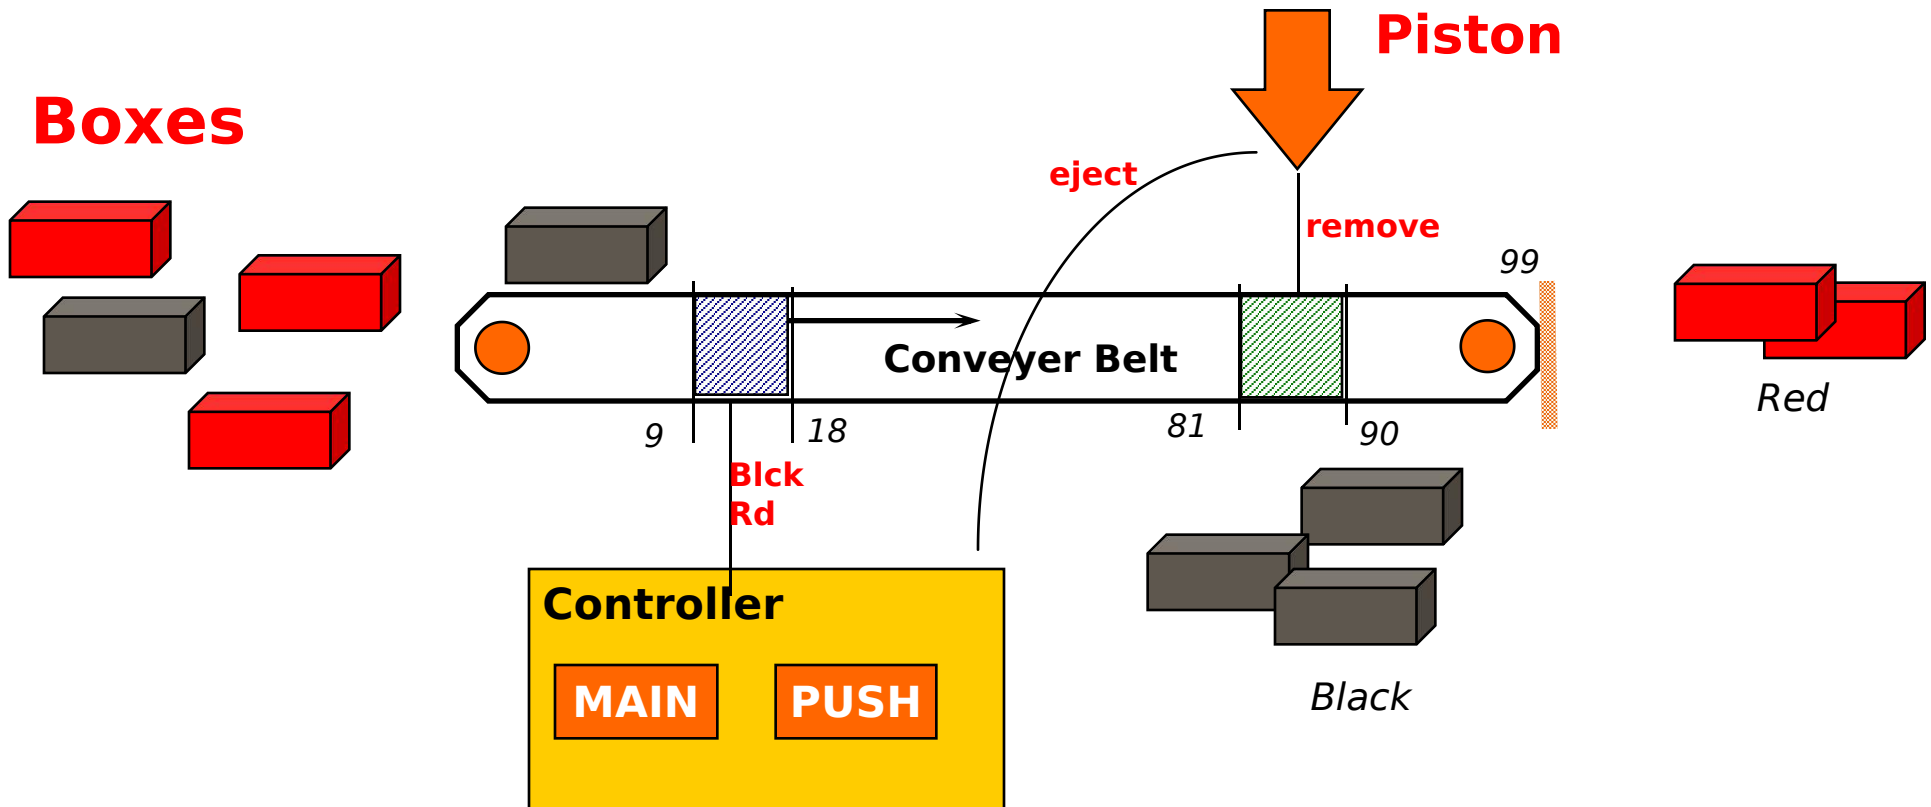 Piston
Boxes
eject
remove
99
Conveyer Belt
Red
9
18
81
90
Blck
Rd
Controller
MAIN
PUSH
Black